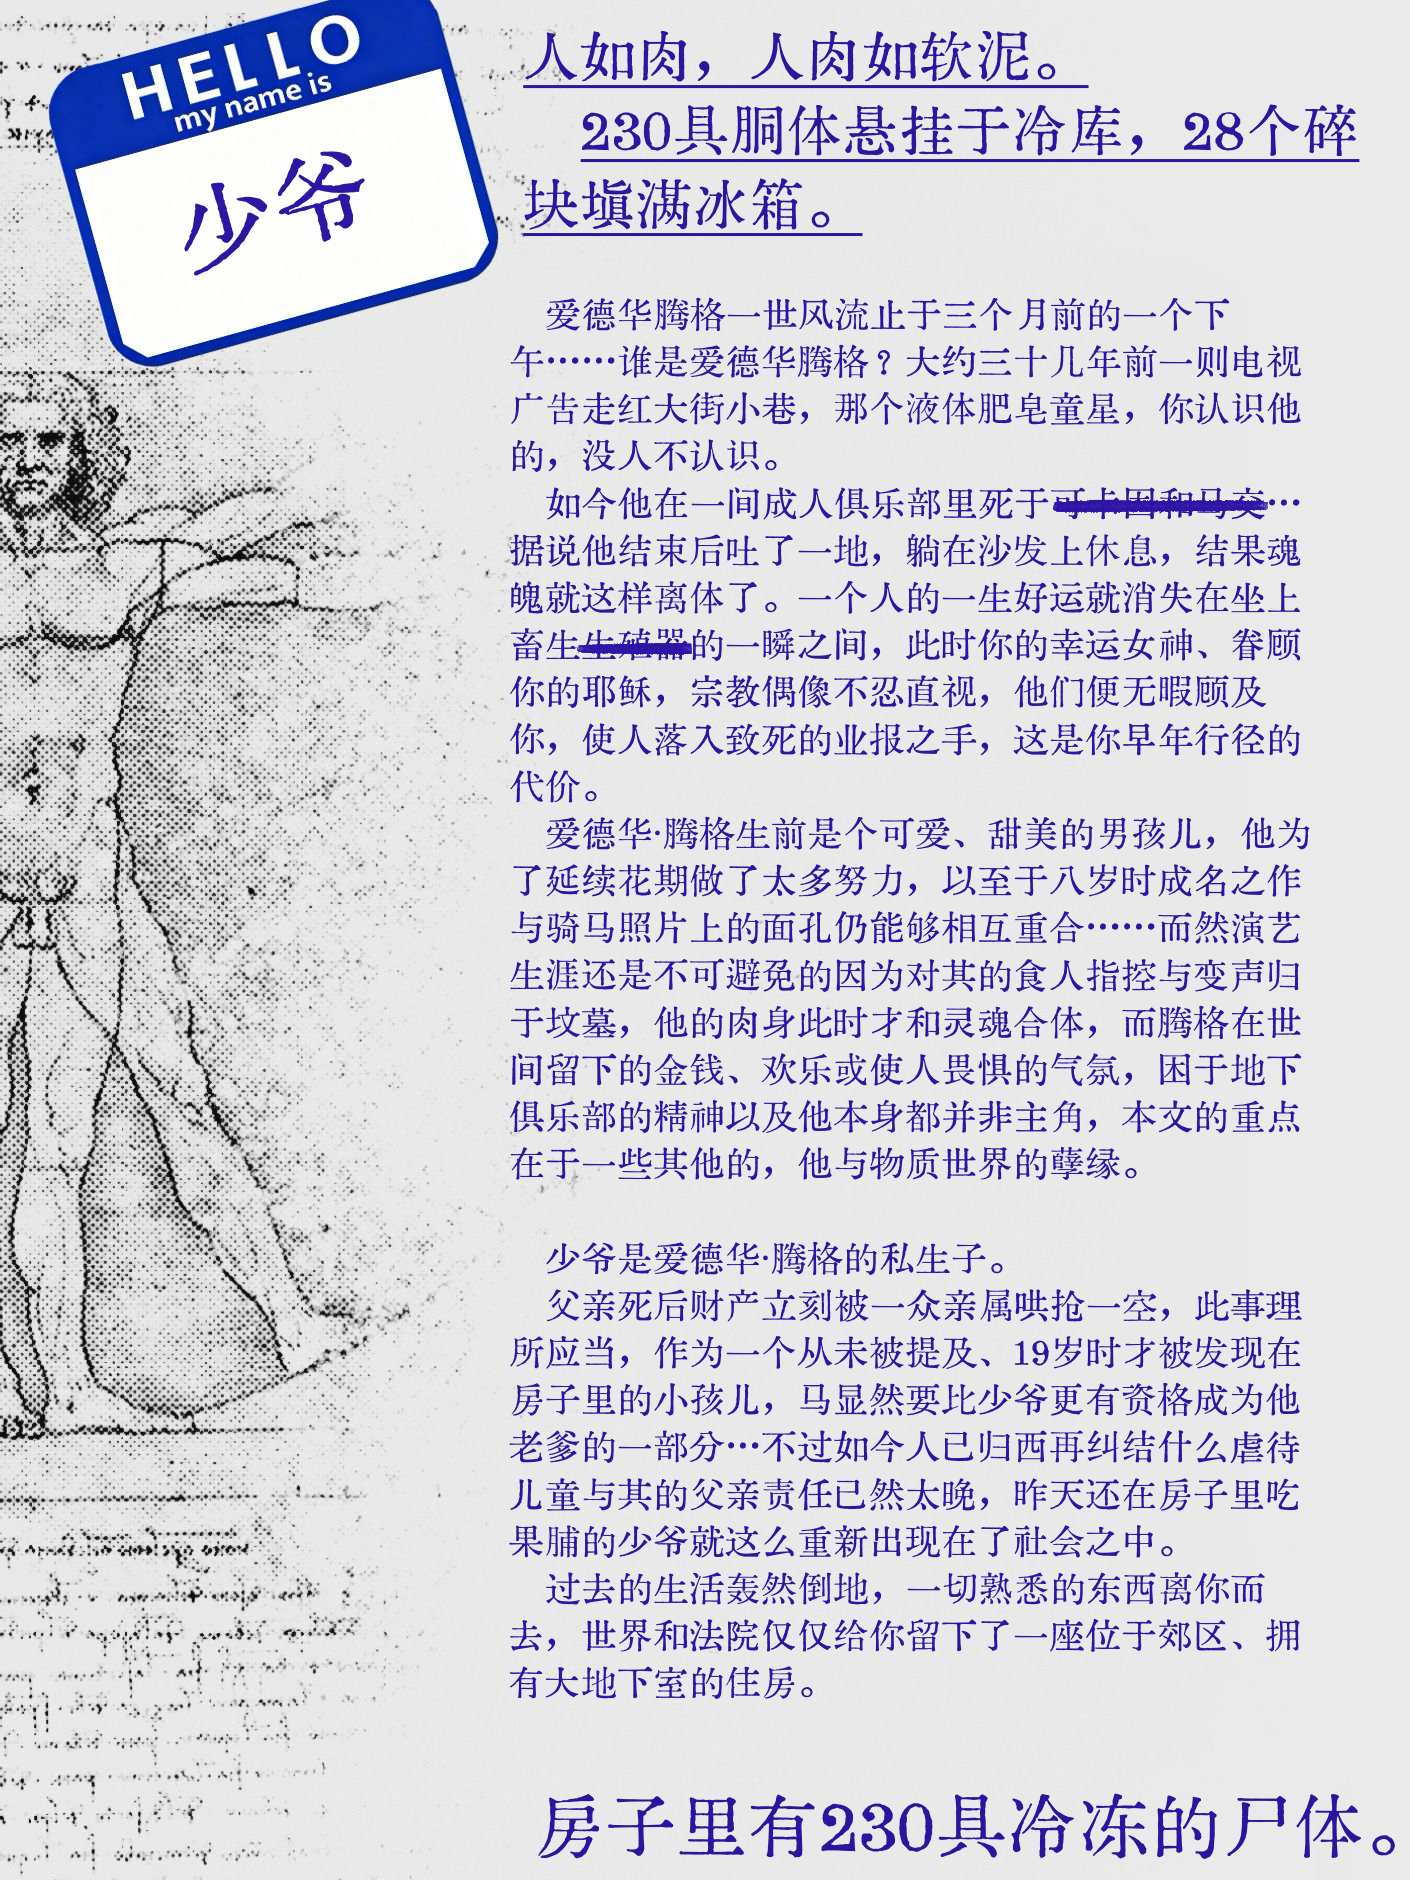 HELLO
my name is
少爷
人如肉，人肉如软泥。
230具胴体悬挂于冷库，28个碎
块填满冰箱。
爱德华腾格一世风流止于三个月前的一个下
午……谁是爱德华腾格？大约三十几年前一则电视
广告走红大街小巷，那个液体肥皂童星，你认识他
的，没人不认识。
如今他在一间成人俱乐部里死于可卡因和马交…
据说他结束后吐了一地，躺在沙发上休息，结果魂
魄就这样离体了。一个人的一生好运就消失在坐上
畜生生殖器的一瞬之间，此时你的幸运女神、眷顾
你的耶稣，宗教偶像不忍直视，他们便无暇顾及
你，使人落入致死的业报之手，这是你早年行径的
代价。
爱德华·腾格生前是个可爱、甜美的男孩儿，他为
了延续花期做了太多努力，以至于八岁时成名之作
与骑马照片上的面孔仍能够相互重合……而然演艺
生涯还是不可避免的因为对其的食人指控与变声归
于坟墓，他的肉身此时才和灵魂合体，而腾格在世
间留下的金钱、欢乐或使人畏惧的气氛，困于地下
俱乐部的精神以及他本身都并非主角，本文的重点
在于一些其他的，他与物质世界的孽缘。
少爷是爱德华·腾格的私生子。
父亲死后财产立刻被一众亲属哄抢一空，此事理
所应当，作为一个从未被提及、19岁时才被发现在
房子里的小孩儿，马显然要比少爷更有资格成为他
老爹的一部分…不过如今人已归西再纠结什么虐待
儿童与其的父亲责任已然太晚，昨天还在房子里吃
果脯的少爷就这么重新出现在了社会之中。
过去的生活轰然倒地，一切熟悉的东西离你而
去，世界和法院仅仅给你留下了一座位于郊区、拥
有大地下室的住房。
房子里有230具冷冻的尸体。